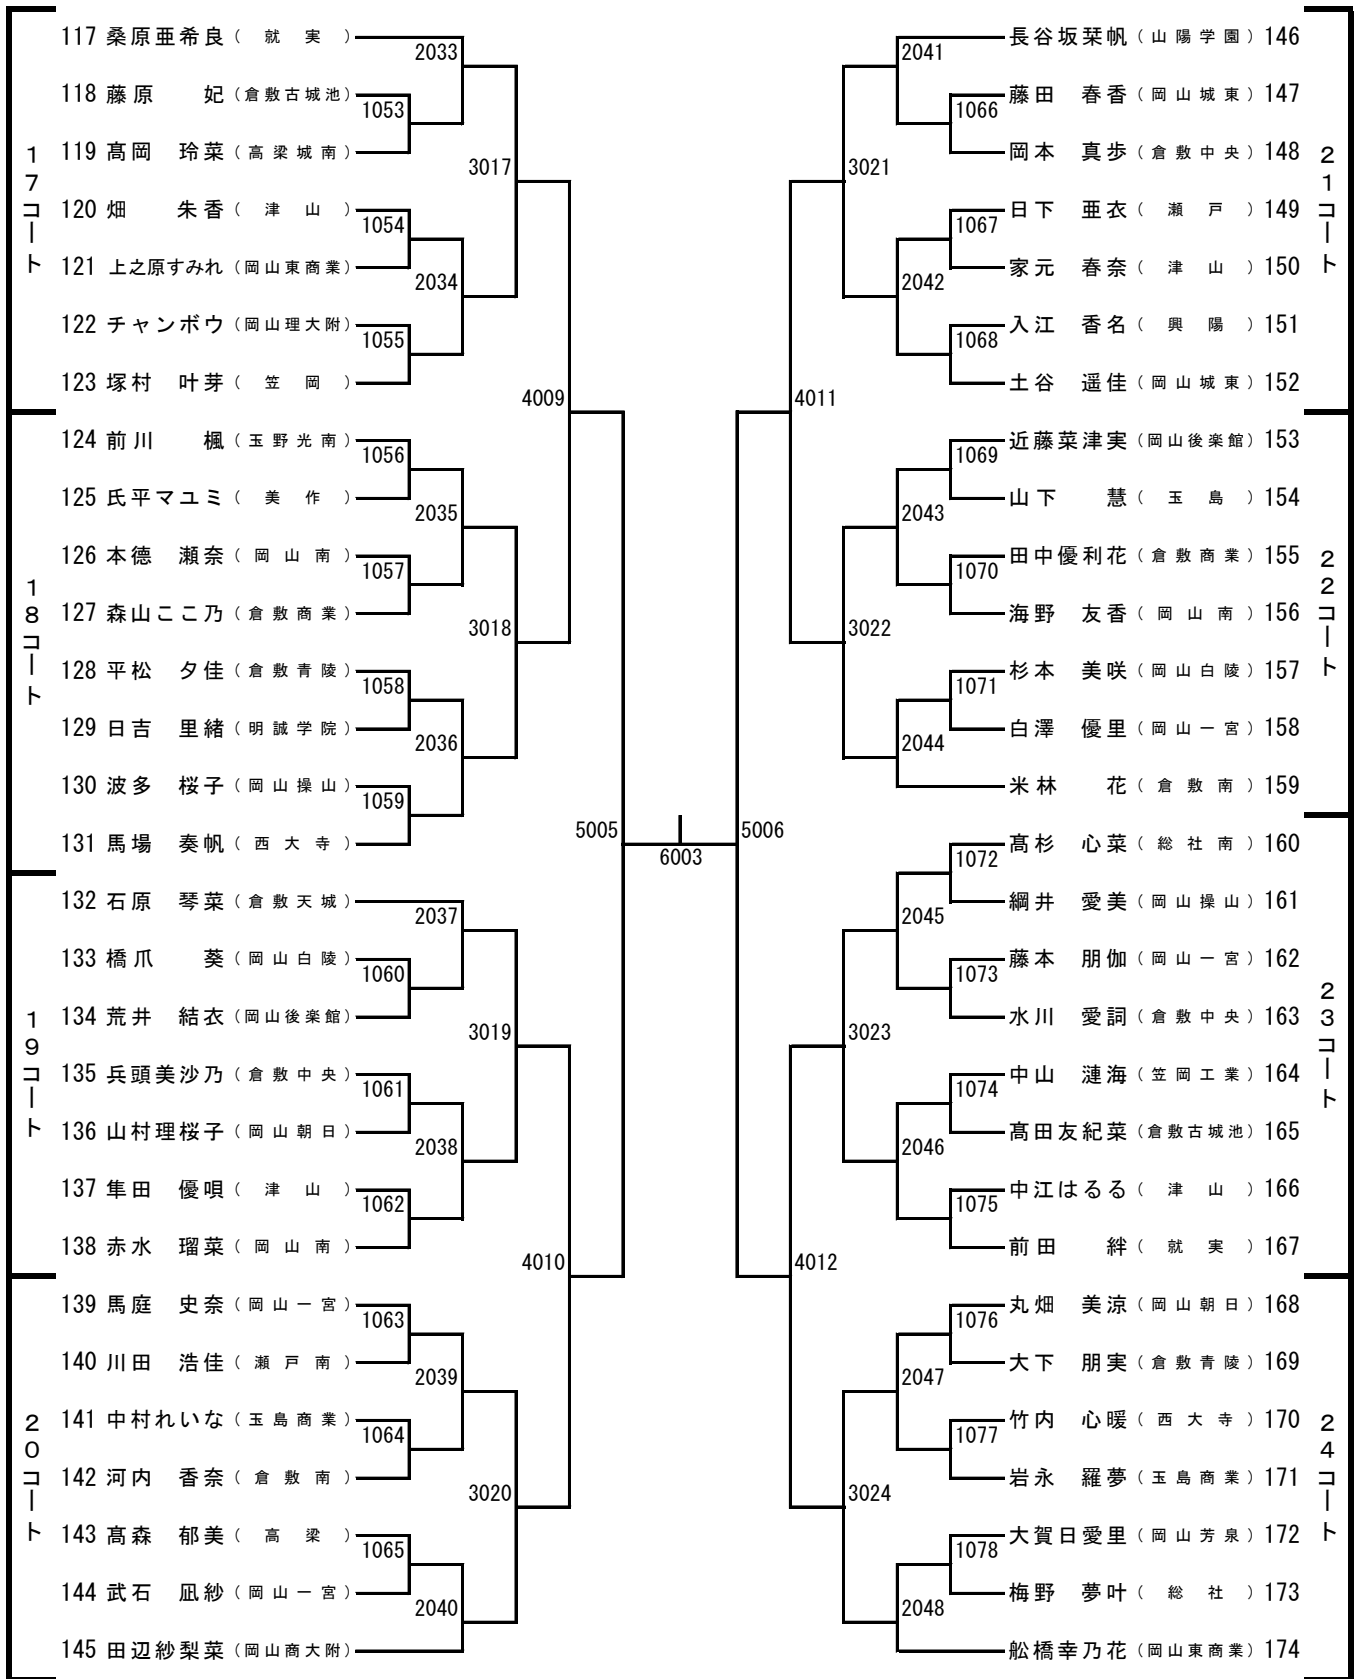 17コート
117 桑原亜希良（就実）
118 藤原 妃（倉敷古城池）
119 髙岡 玲菜（高梁城南）
120 畑 朱香（津山）
121 上之原すみれ（岡山東商業）
122 チャンボウ（岡山理大附）
123 塚村 叶芽（笠岡）
18コート
124 前川 楓（玉野光南）
125 氏平マユミ（美作）
126 本德 瀬奈（岡山南）
127 森山ここ乃（倉敷商業）
128 平松 夕佳（倉敷青陵）
129 日吉 里緒（明誠学院）
130 波多 桜子（岡山操山）
131 馬場 奏帆（西大寺）
19コート
132 石原 琴菜（倉敷天城）
133 橋爪 葵（岡山白陵）
134 荒井 結衣（岡山後楽館）
135 兵頭美沙乃（倉敷中央）
136 山村理桜子（岡山朝日）
137 隼田 優唄（津山）
138 赤水 瑠菜（岡山南）
20コート
139 馬庭 史奈（岡山一宮）
140 川田 浩佳（瀬戸南）
141 中村れいな（玉島商業）
142 河内 香奈（倉敷南）
143 髙森 郁美（高梁）
144 武石 凪紗（岡山一宮）
145 田辺紗梨菜（岡山商大附）
1053
1054
1055
1056
1057
1058
1059
1060
1061
1062
1063
1064
1065
2033
2034
2035
2036
2037
2038
2039
2040
3017
3018
3019
3020
4009
4010
5005
6003
5006
4011
4012
3021
3022
3023
3024
2041
2042
2043
2044
2045
2046
2047
2048
1066
1067
1068
1069
1070
1071
1072
1073
1074
1075
1076
1077
1078
長谷坂栞帆（山陽学園）146
藤田 春香（岡山城東）147
岡本 真歩（倉敷中央）148
日下 亜衣（瀬戸）149
家元 春奈（津山）150
入江 香名（興陽）151
土谷 遥佳（岡山城東）152
21コート
近藤菜津実（岡山後楽館）153
山下 慧（玉島）154
田中優利花（倉敷商業）155
海野 友香（岡山南）156
杉本 美咲（岡山白陵）157
白澤 優里（岡山一宮）158
米林 花（倉敷南）159
22コート
髙杉 心菜（総社南）160
綱井 愛美（岡山操山）161
藤本 朋伽（岡山一宮）162
水川 愛詞（倉敷中央）163
中山 漣海（笠岡工業）164
髙田友紀菜（倉敷古城池）165
中江はるる（津山）166
前田 絆（就実）167
23コート
丸畑 美涼（岡山朝日）168
大下 朋実（倉敷青陵）169
竹内 心暖（西大寺）170
岩永 羅夢（玉島商業）171
大賀日愛里（岡山芳泉）172
梅野 夢叶（総社）173
舩橋幸乃花（岡山東商業）174
24コート